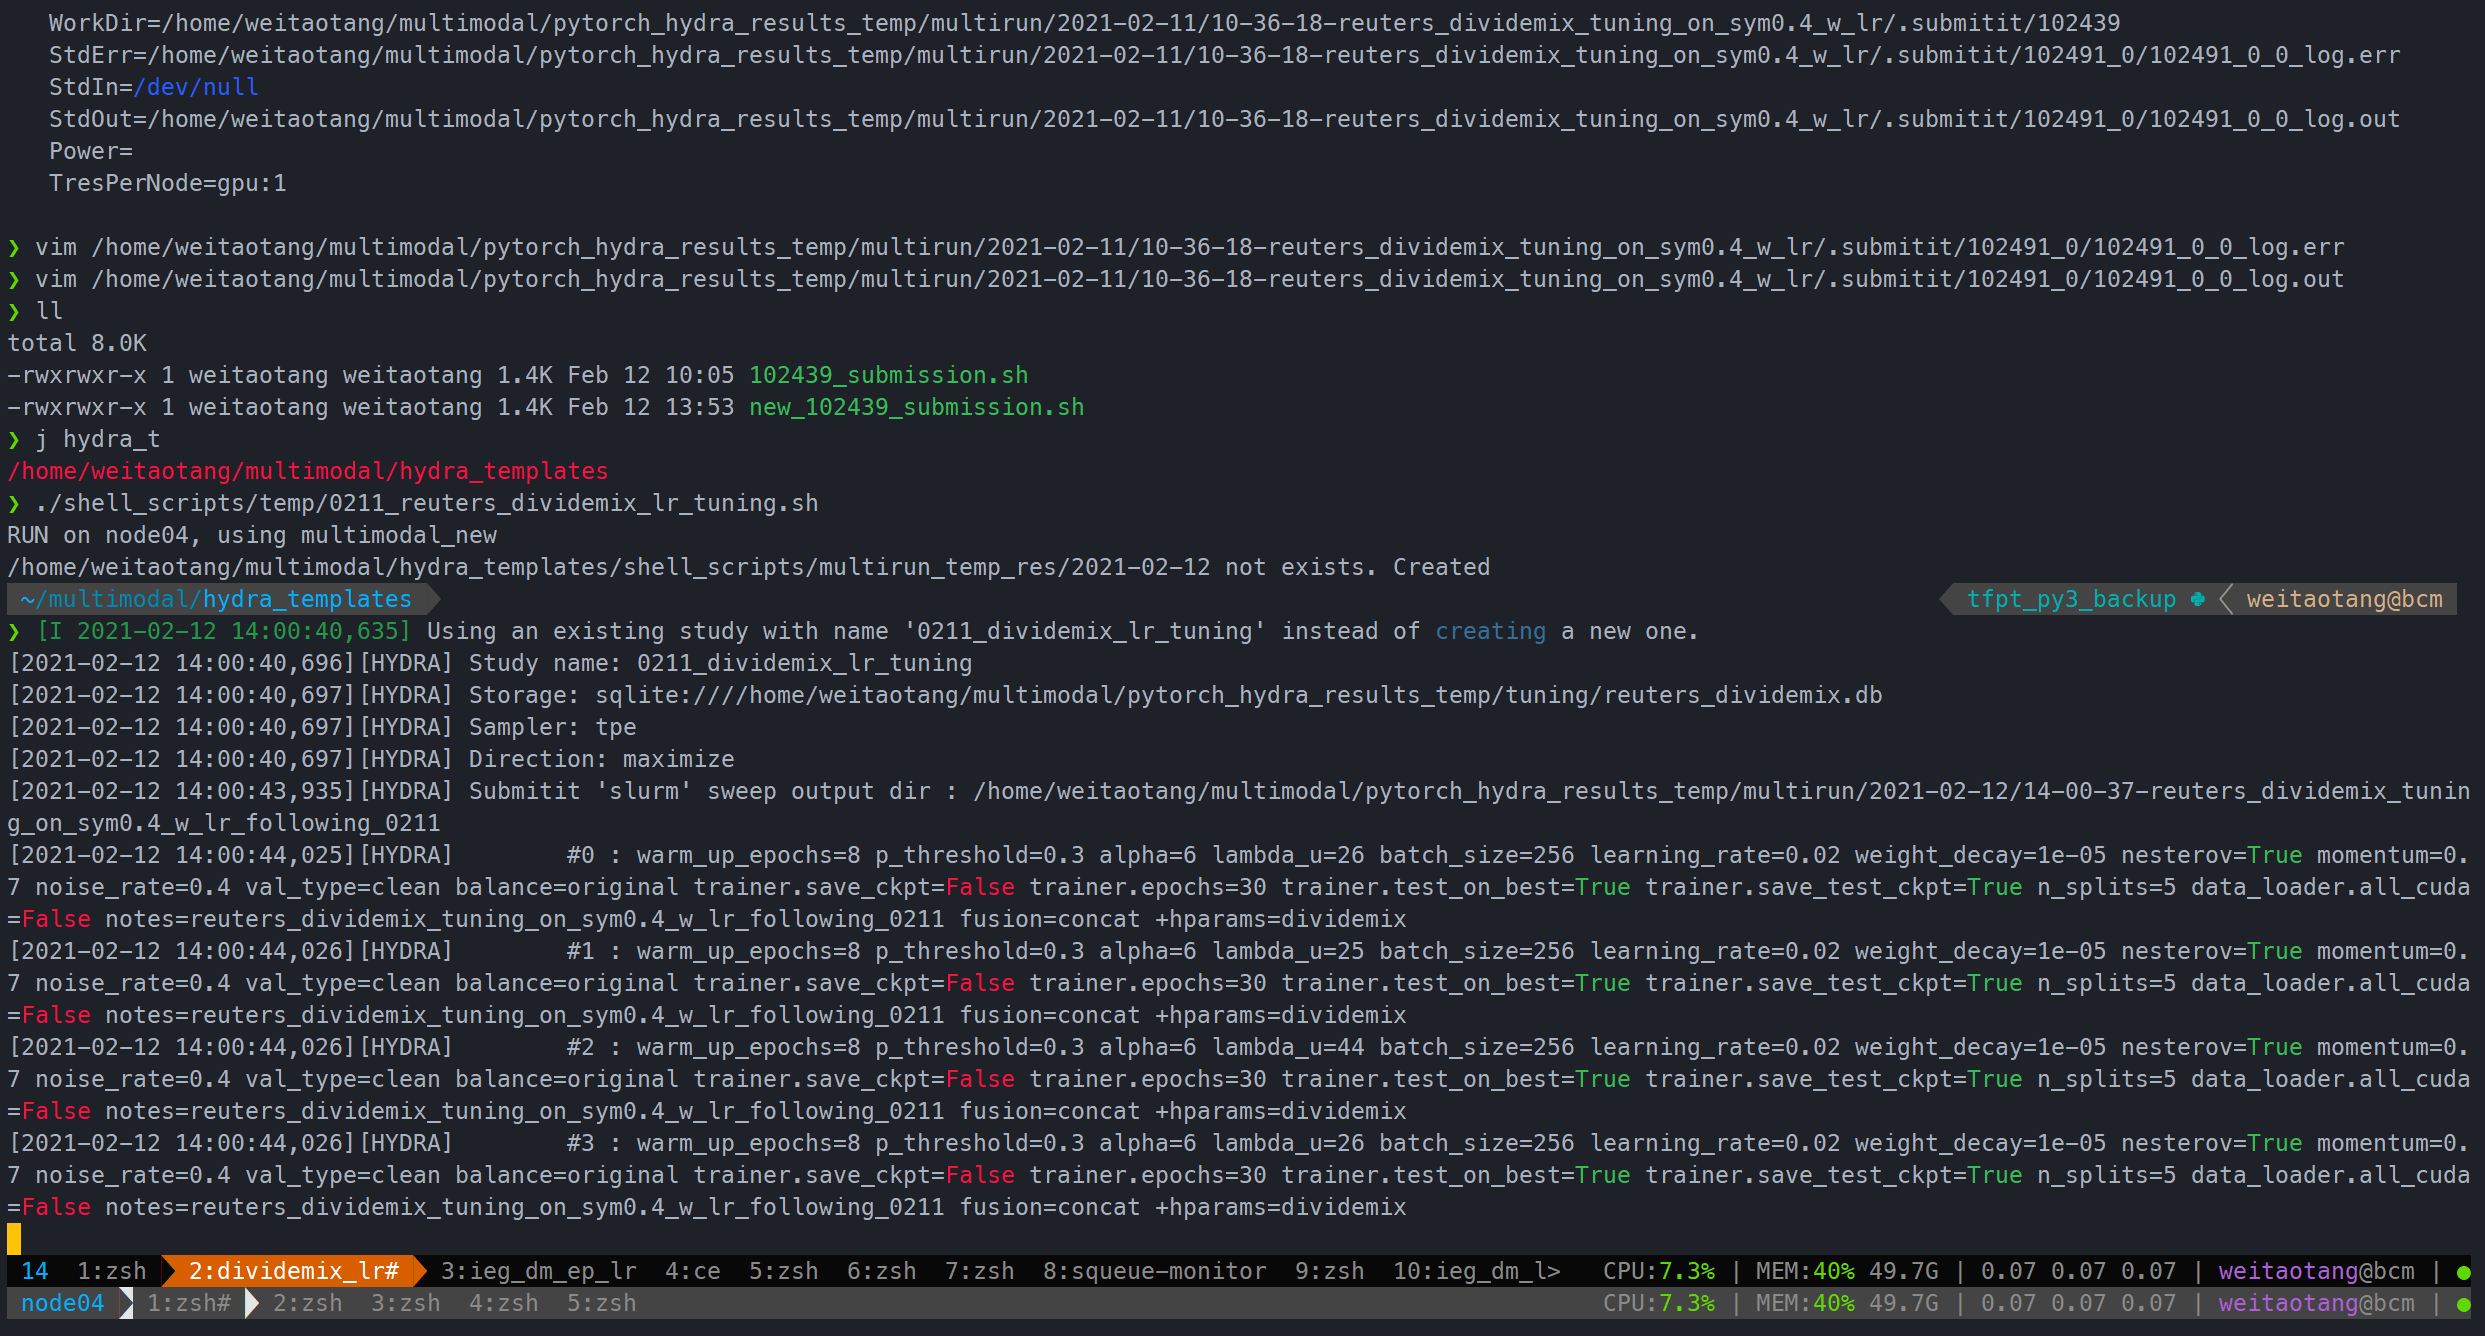 WorkDir=/home/weitaotang/multimodal/pytorch_hydra_results_temp/multirun/2021-02-11/10-36-18-reuters_dividemix_tuning_on_sym0.4_w_lr/.submitit/102439
StdErr=/home/weitaotang/multimodal/pytorch_hydra_results_temp/multirun/2021-02-11/10-36-18-reuters_dividemix_tuning_on_sym0.4_w_lr/.submitit/102491_0/102491_0_0_log.err
StdIn=/dev/null
StdOut=/home/weitaotang/multimodal/pytorch_hydra_results_temp/multirun/2021-02-11/10-36-18-reuters_dividemix_tuning_on_sym0.4_w_lr/.submitit/102491_0/102491_0_0_log.out
Power=
TresPerNode=gpu:1
❯ vim /home/weitaotang/multimodal/pytorch_hydra_results_temp/multirun/2021-02-11/10-36-18-reuters_dividemix_tuning_on_sym0.4_w_lr/.submitit/102491_0/102491_0_0_log.err
❯ vim /home/weitaotang/multimodal/pytorch_hydra_results_temp/multirun/2021-02-11/10-36-18-reuters_dividemix_tuning_on_sym0.4_w_lr/.submitit/102491_0/102491_0_0_log.out
❯ ll
total 8.0K
-rwxrwxr-x 1 weitaotang weitaotang 1.4K Feb 12 10:05 102439_submission.sh
-rwxrwxr-x 1 weitaotang weitaotang 1.4K Feb 12 13:53 new_102439_submission.sh
❯ j hydra_t
/home/weitaotang/multimodal/hydra_templates
❯ ./shell_scripts/temp/0211_reuters_dividemix_lr_tuning.sh
RUN on node04, using multimodal_new
/home/weitaotang/multimodal/hydra_templates/shell_scripts/multirun_temp_res/2021-02-12 not exists. Created
~/multimodal/hydra_templates tfpt_py3_backup weitaotang@bcm
❯ [I 2021-02-12 14:00:40,635] Using an existing study with name '0211_dividemix_lr_tuning' instead of creating a new one.
[2021-02-12 14:00:40,696][HYDRA] Study name: 0211_dividemix_lr_tuning
[2021-02-12 14:00:40,697][HYDRA] Storage: sqlite:////home/weitaotang/multimodal/pytorch_hydra_results_temp/tuning/reuters_dividemix.db
[2021-02-12 14:00:40,697][HYDRA] Sampler: tpe
[2021-02-12 14:00:40,697][HYDRA] Direction: maximize
[2021-02-12 14:00:43,935][HYDRA] Submitit 'slurm' sweep output dir : /home/weitaotang/multimodal/pytorch_hydra_results_temp/multirun/2021-02-12/14-00-37-reuters_dividemix_tunin
g_on_sym0.4_w_lr_following_0211
[2021-02-12 14:00:44,025][HYDRA] #0 : warm_up_epochs=8 p_threshold=0.3 alpha=6 lambda_u=26 batch_size=256 learning_rate=0.02 weight_decay=1e-05 nesterov=True momentum=0.
7 noise_rate=0.4 val_type=clean balance=original trainer.save_ckpt=False trainer.epochs=30 trainer.test_on_best=True trainer.save_test_ckpt=True n_splits=5 data_loader.all_cuda
=False notes=reuters_dividemix_tuning_on_sym0.4_w_lr_following_0211 fusion=concat +hparams=dividemix
[2021-02-12 14:00:44,026][HYDRA] #1 : warm_up_epochs=8 p_threshold=0.3 alpha=6 lambda_u=25 batch_size=256 learning_rate=0.02 weight_decay=1e-05 nesterov=True momentum=0.
7 noise_rate=0.4 val_type=clean balance=original trainer.save_ckpt=False trainer.epochs=30 trainer.test_on_best=True trainer.save_test_ckpt=True n_splits=5 data_loader.all_cuda
=False notes=reuters_dividemix_tuning_on_sym0.4_w_lr_following_0211 fusion=concat +hparams=dividemix
[2021-02-12 14:00:44,026][HYDRA] #2 : warm_up_epochs=8 p_threshold=0.3 alpha=6 lambda_u=44 batch_size=256 learning_rate=0.02 weight_decay=1e-05 nesterov=True momentum=0.
7 noise_rate=0.4 val_type=clean balance=original trainer.save_ckpt=False trainer.epochs=30 trainer.test_on_best=True trainer.save_test_ckpt=True n_splits=5 data_loader.all_cuda
=False notes=reuters_dividemix_tuning_on_sym0.4_w_lr_following_0211 fusion=concat +hparams=dividemix
[2021-02-12 14:00:44,026][HYDRA] #3 : warm_up_epochs=8 p_threshold=0.3 alpha=6 lambda_u=26 batch_size=256 learning_rate=0.02 weight_decay=1e-05 nesterov=True momentum=0.
7 noise_rate=0.4 val_type=clean balance=original trainer.save_ckpt=False trainer.epochs=30 trainer.test_on_best=True trainer.save_test_ckpt=True n_splits=5 data_loader.all_cuda
=False notes=reuters_dividemix_tuning_on_sym0.4_w_lr_following_0211 fusion=concat +hparams=dividemix
14 1:zsh 2:dividemix_lr# 3:ieg_dm_ep_lr 4:ce 5:zsh 6:zsh 7:zsh 8:squeue-monitor 9:zsh 10:ieg_dm_l> CPU:7.3% | MEM:40% 49.7G | 0.07 0.07 0.07 | weitaotang@bcm | ●
node04 1:zsh# 2:zsh 3:zsh 4:zsh 5:zsh CPU:7.3% | MEM:40% 49.7G | 0.07 0.07 0.07 | weitaotang@bcm | ●